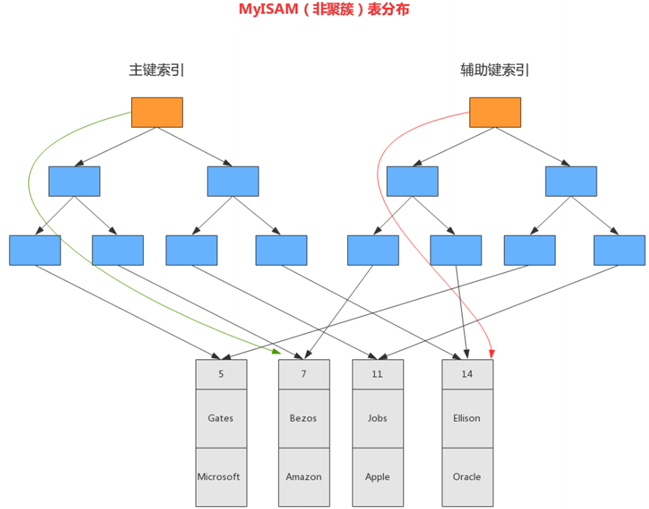 MyISAM（非聚簇）表分布
主键索引
辅助键索引
5
7
11
14
Gates
Bezos
Jobs
Ellison
Microsoft
Amazon
Apple
Oracle